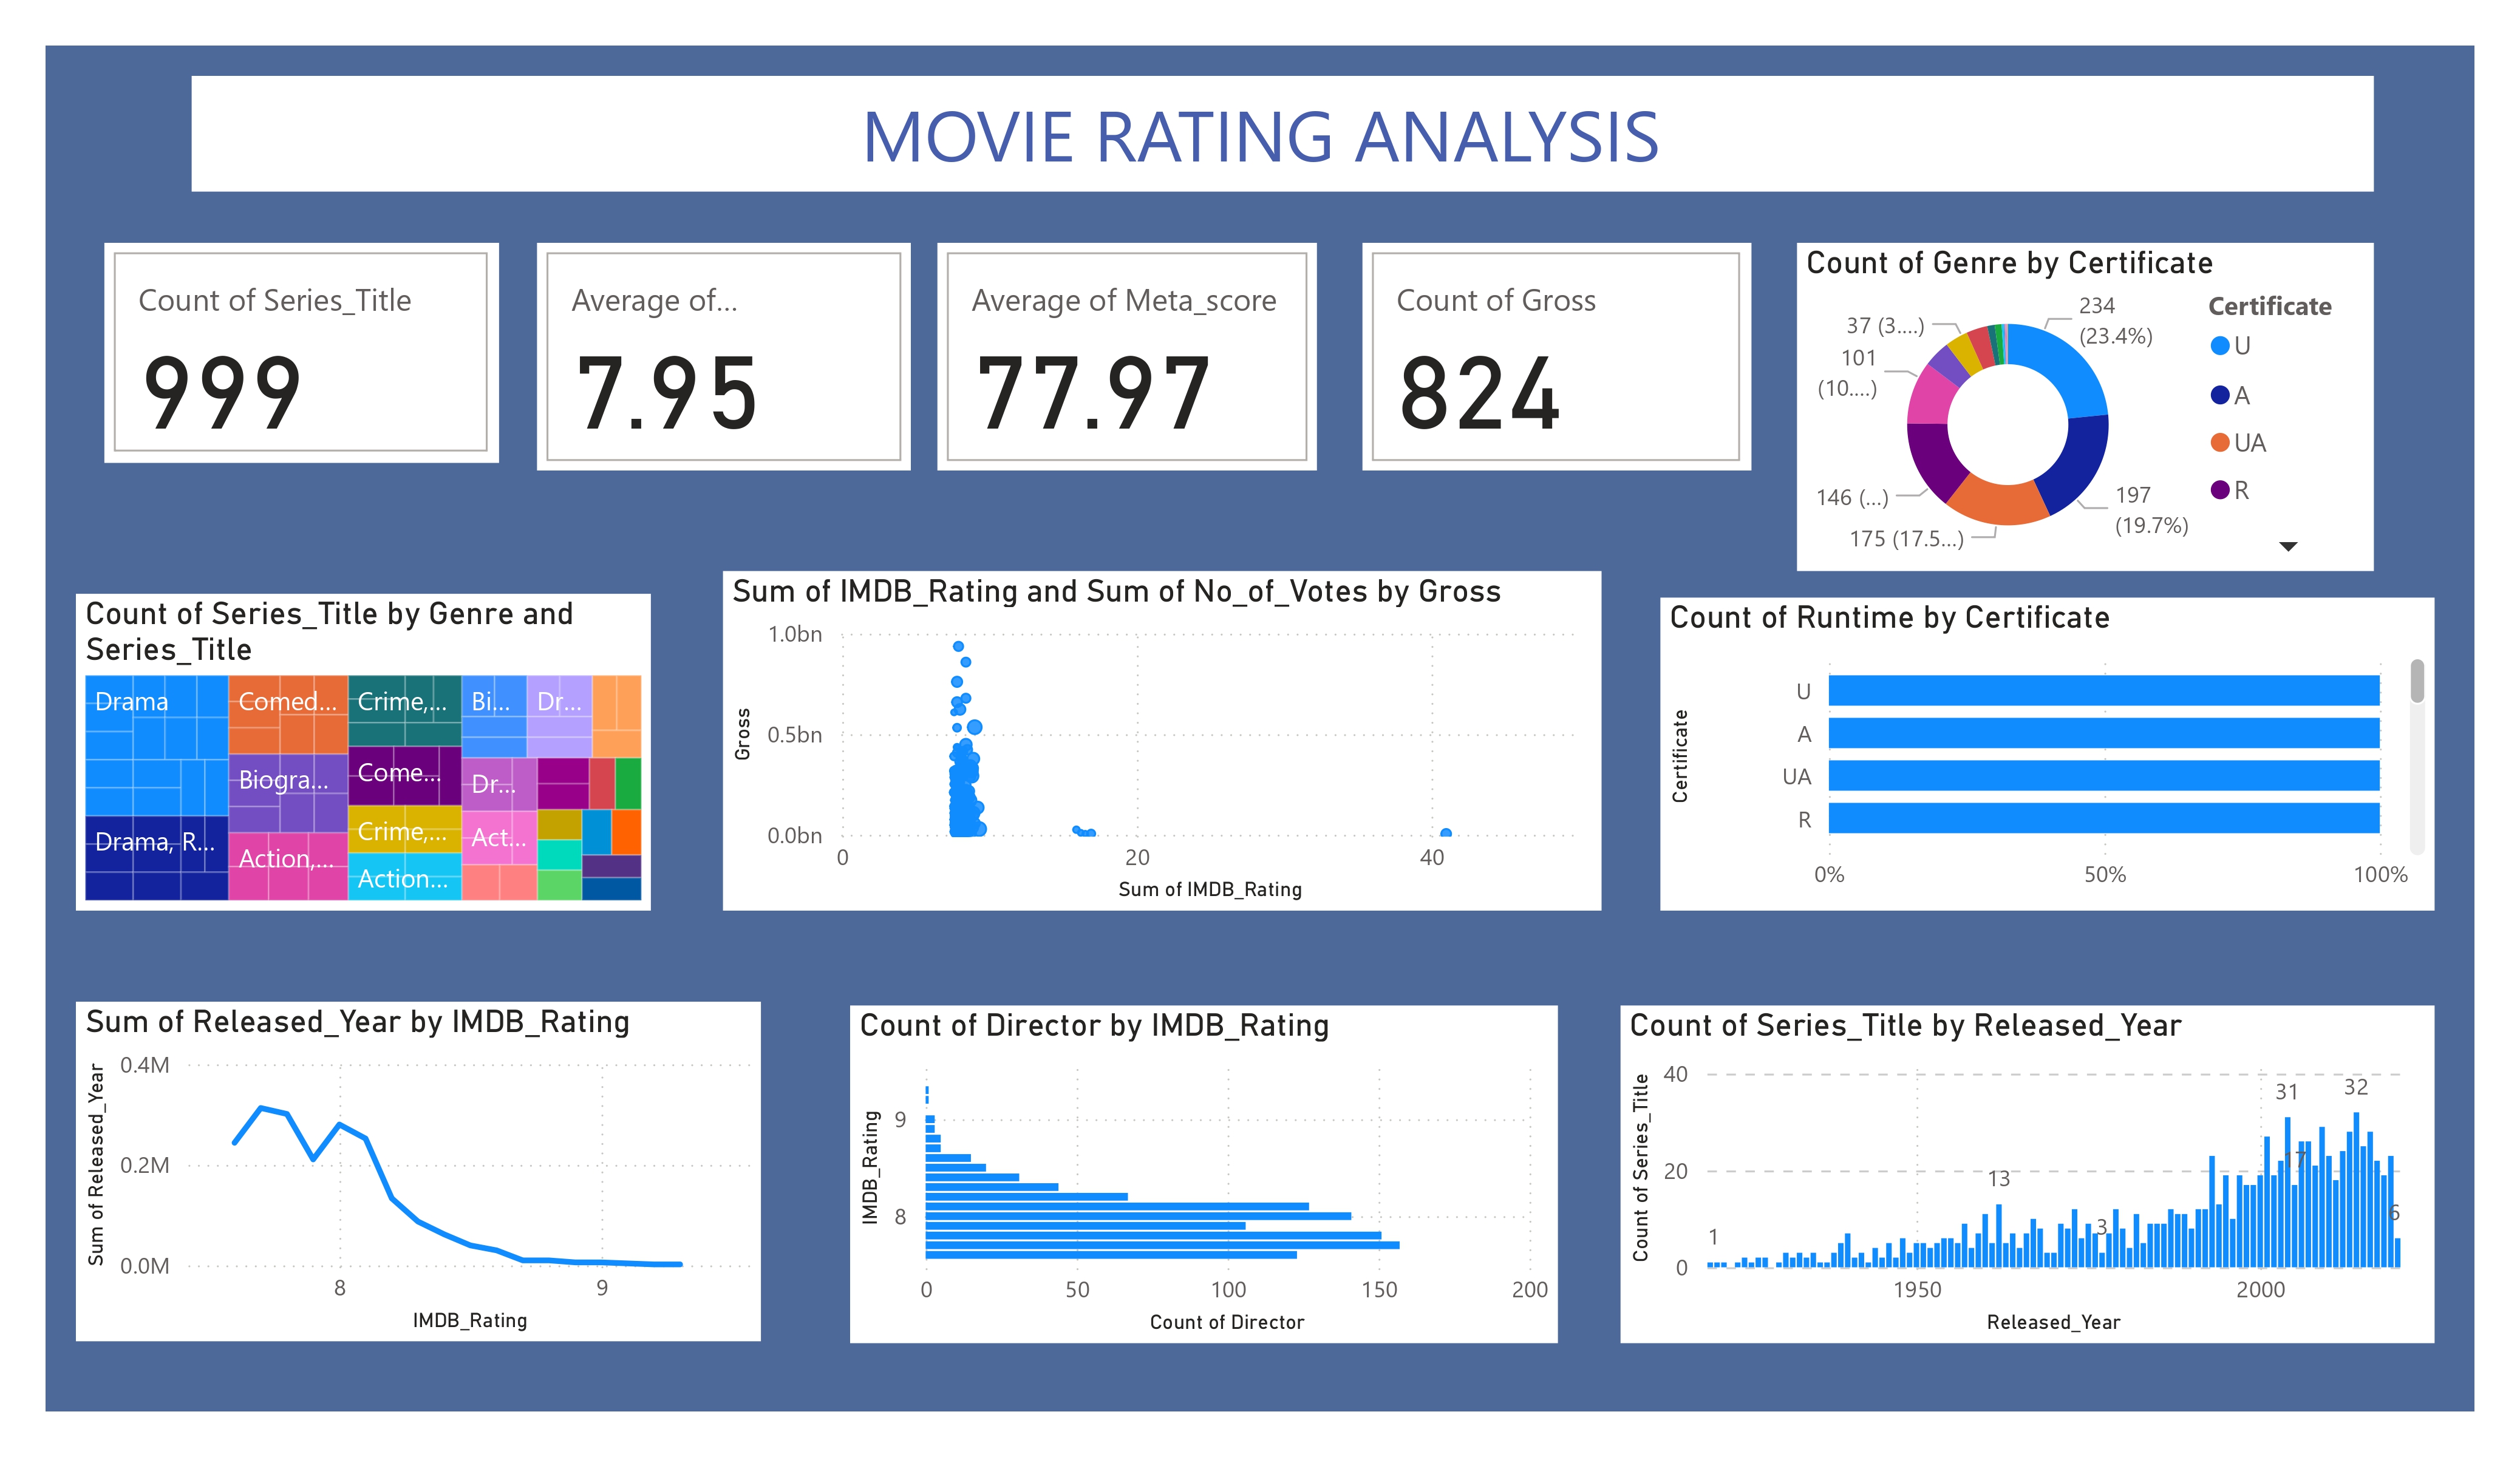 MOVIE RATING ANALYSIS
Count of Series_Title
999
Average of...
7.95
Average of Meta_score
77.97
Count of Gross
824
Count of Genre by Certificate
234
(23.4%)
197
(19.7%)
175 (17.5...)
146 (...)
101
(10....)
37 (3....)
Certificate
U
A
UA
R
Count of Series_Title by Genre and
Series_Title
Drama
Drama, R...
Comed...
Biogra...
Action,...
Crime,...
Come...
Crime,...
Action...
Bi...
Dr...
Dr...
Act...
Sum of IMDB_Rating and Sum of No_of_Votes by Gross
Gross
1.0bn
0.5bn
0.0bn
0 20 40
Sum of IMDB_Rating
Count of Runtime by Certificate
Certificate
U
A
UA
R
0% 50% 100%
Sum of Released_Year by IMDB_Rating
Sum of Released_Year
0.4M
0.2M
0.0M
8 9
IMDB_Rating
Count of Director by IMDB_Rating
IMDB_Rating
9
8
0 50 100 150 200
Count of Director
Count of Series_Title by Released_Year
Count of Series_Title
40
20
0
1
13
3
31
17
32
6
1950 2000
Released_Year